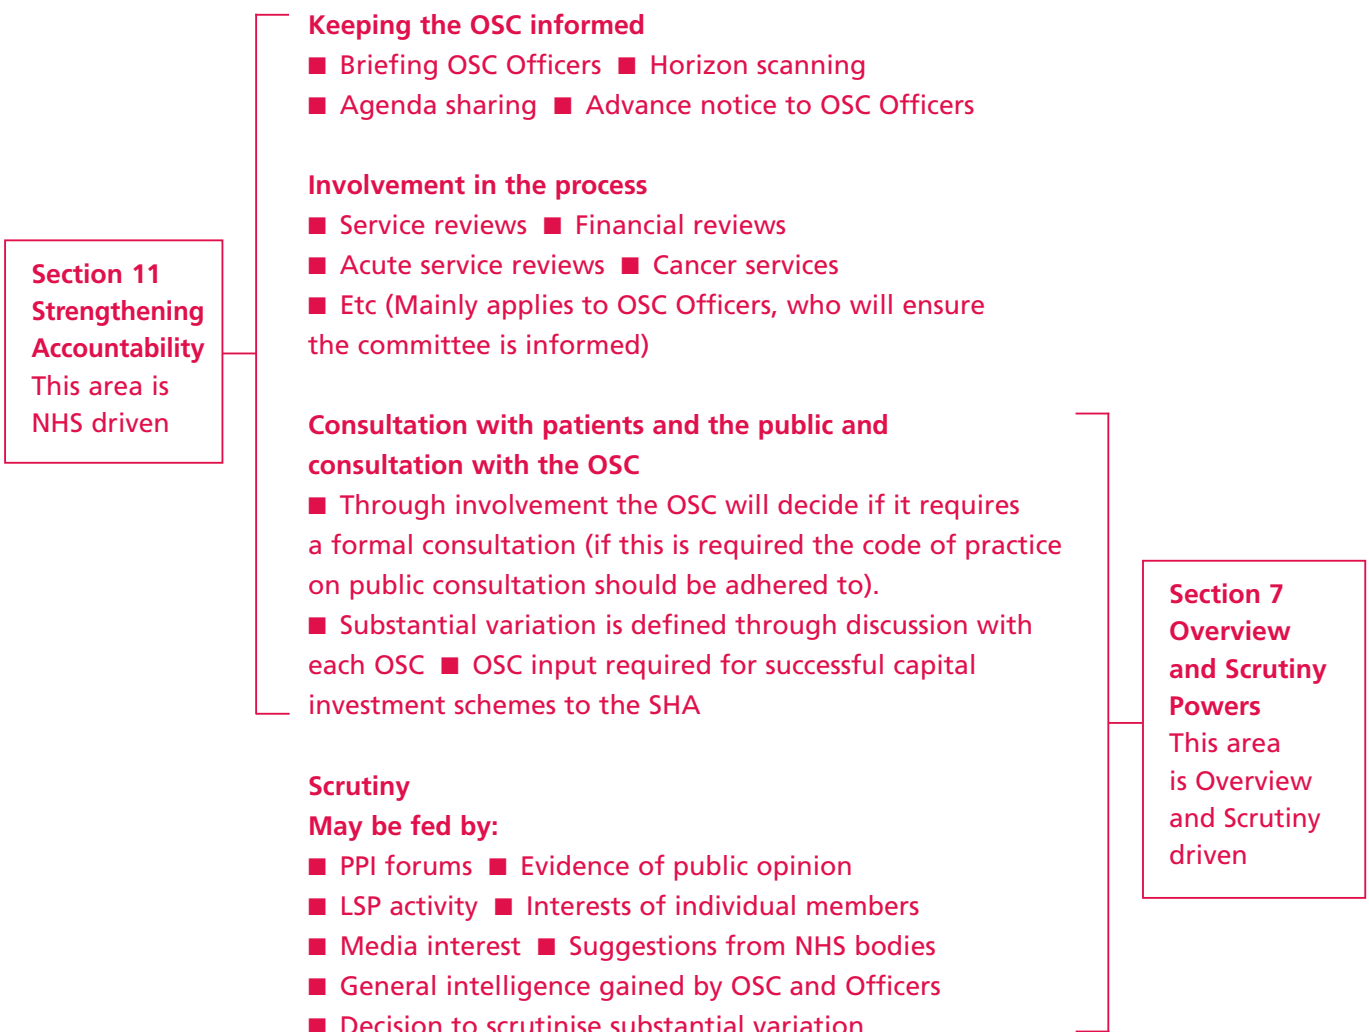 Keeping the OSC informed
■ Briefing OSC Officers ■ Horizon scanning
■ Agenda sharing ■ Advance notice to OSC Officers
Involvement in the process
■ Service reviews ■ Financial reviews
■ Acute service reviews ■ Cancer services
■ Etc (Mainly applies to OSC Officers, who will ensure
the committee is informed)
Section 11
Strengthening
Accountability
This area is
NHS driven
Consultation with patients and the public and
consultation with the OSC
■ Through involvement the OSC will decide if it requires
a formal consultation (if this is required the code of practice
on public consultation should be adhered to).
■ Substantial variation is defined through discussion with
each OSC ■ OSC input required for successful capital
investment schemes to the SHA
Section 7
Overview
and Scrutiny
Powers
This area
is Overview
and Scrutiny
driven
Scrutiny
May be fed by:
■ PPI forums ■ Evidence of public opinion
■ LSP activity ■ Interests of individual members
■ Media interest ■ Suggestions from NHS bodies
■ General intelligence gained by OSC and Officers
■ Decision to scrutinise substantial variation